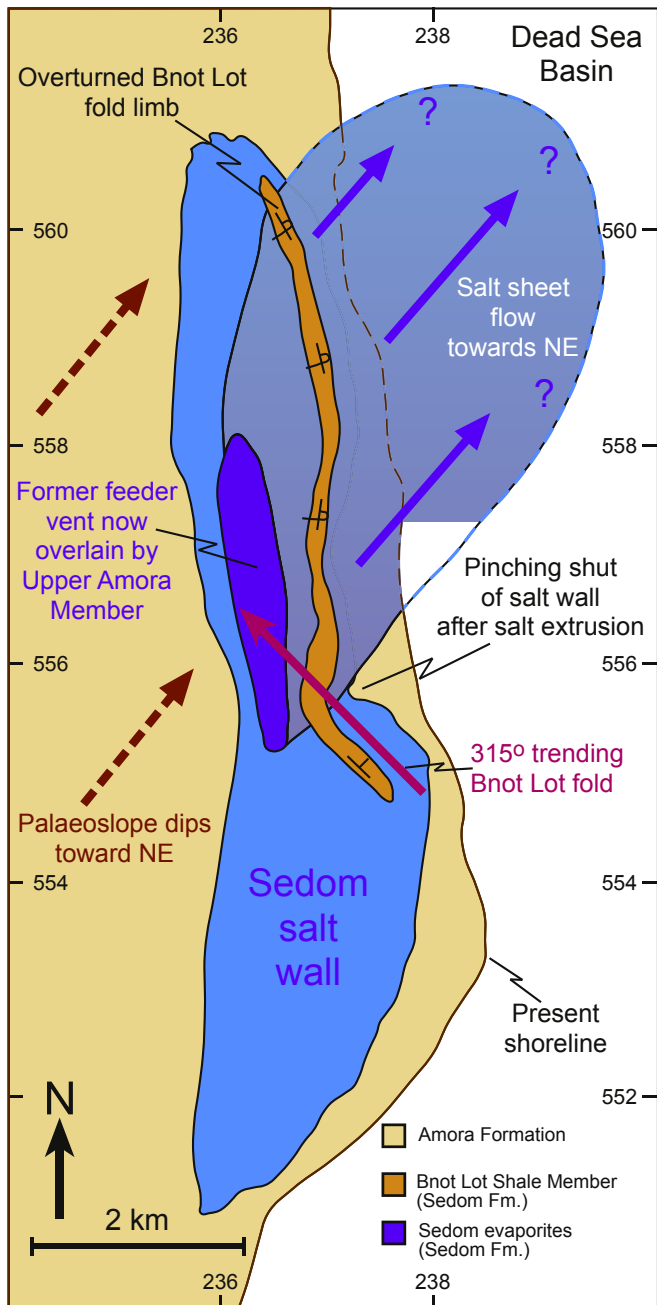 236
238
Dead Sea
Basin
Overturned Bnot Lot
fold limb
?
?
560
560
Salt sheet
flow
towards NE
?
558
558
Former feeder
vent now
overlain by
Upper Amora
Member
Pinching shut
of salt wall
after salt extrusion
556
556
315º trending
Bnot Lot fold
Palaeoslope dips
toward NE
554
554
Sedom
salt
wall
Present
shoreline
N
552
Amora Formation
Bnot Lot Shale Member
(Sedom Fm.)
Sedom evaporites
(Sedom Fm.)
2 km
236
238